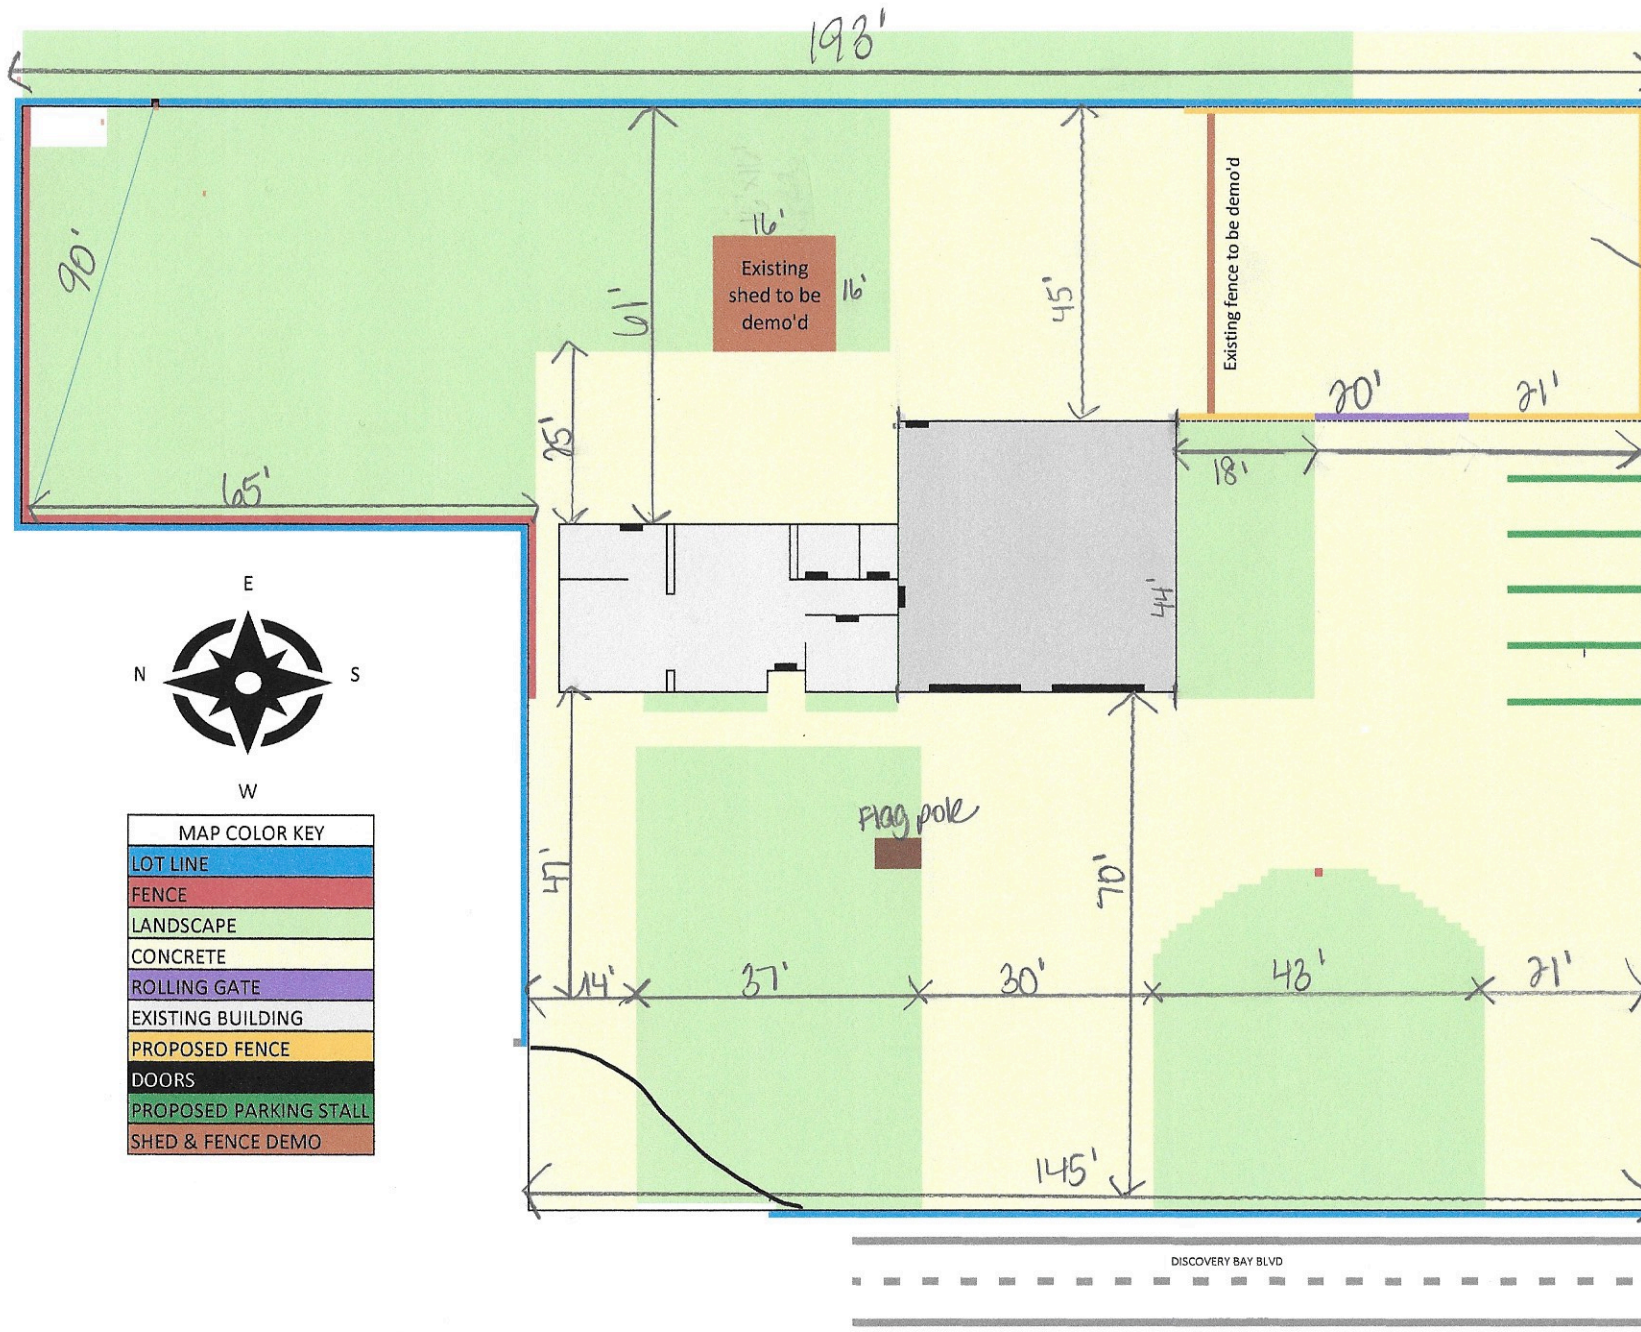 193'
90'
16'
Existing
shed to be
demo'd
16'
61'
45'
Existing fence to be demo'd
25'
20'
21'
65'
18'
44'
E
N
S
W
MAP COLOR KEY
LOT LINE
FENCE
LANDSCAPE
CONCRETE
ROLLING GATE
EXISTING BUILDING
PROPOSED FENCE
DOORS
PROPOSED PARKING STALL
SHED & FENCE DEMO
Flag pole
47'
70'
14'
37'
30'
43'
21'
145'
DISCOVERY BAY BLVD